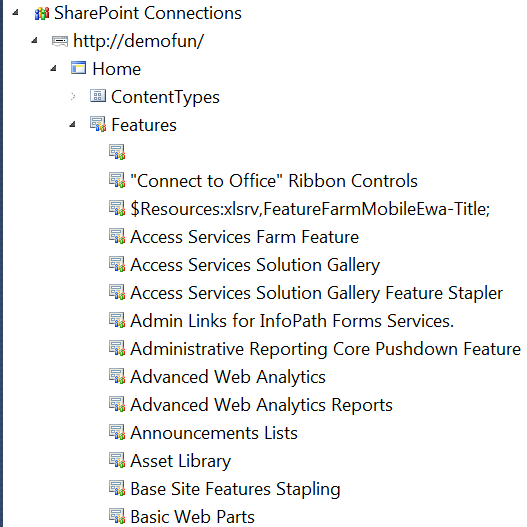 SharePoint Connections
http://demofun/
Home
ContentTypes
Features
"Connect to Office" Ribbon Controls
$Resources:xlsrv,FeatureFarmMobileEwa-Title;
Access Services Farm Feature
Access Services Solution Gallery
Access Services Solution Gallery Feature Stapler
Admin Links for InfoPath Forms Services.
Administrative Reporting Core Pushdown Feature
Advanced Web Analytics
Advanced Web Analytics Reports
Announcements Lists
Asset Library
Base Site Features Stapling
Basic Web Parts